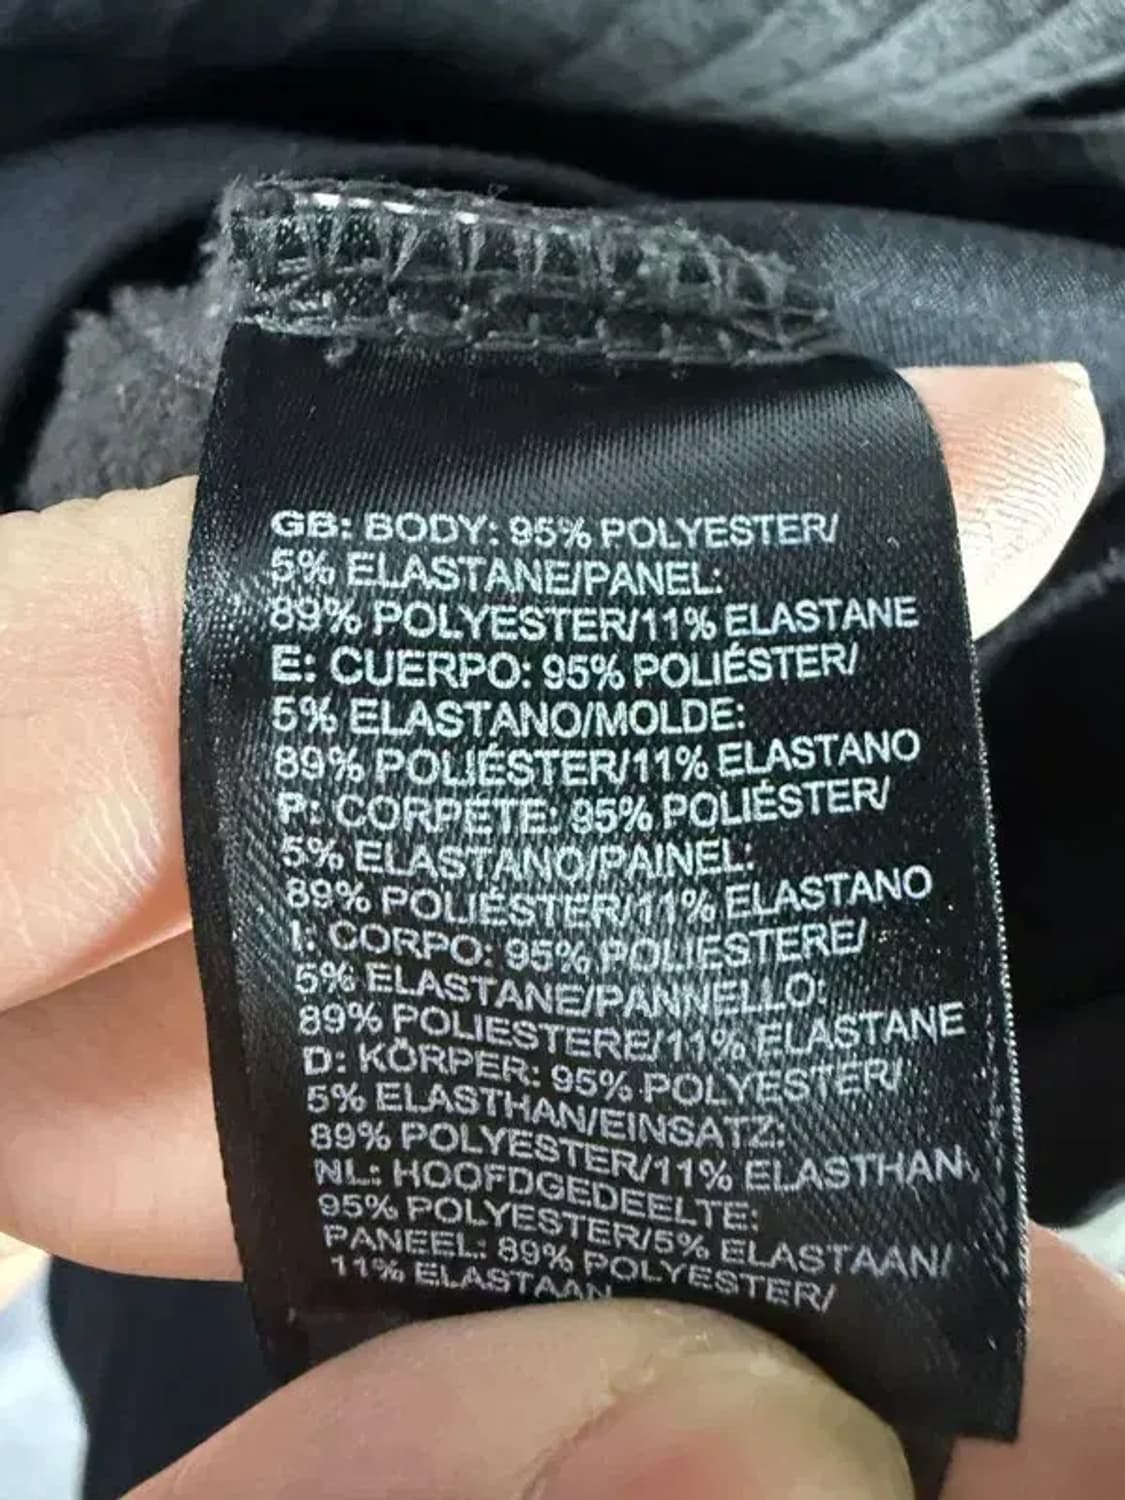 GB: BODY: 95% POLYESTER/
5% ELASTANE/PANEL:
89% POLYESTER/11% ELASTANE
E: CUERPO: 95% POLIÉSTER/
5% ELASTANO/MOLDE:
89% POLIÉSTER/11% ELASTANO
P: CORPETE: 95% POLIÉSTER/
5% ELASTANO/PAINEL:
89% POLIÉSTER/11% ELASTANO
I: CORPO: 95% POLIESTERE/
5% ELASTANE/PANNELLO:
89% POLIESTERE/11% ELASTANE
D: KÖRPER: 95% POLYESTER/
5% ELASTHAN/EINSATZ:
89% POLYESTER/11% ELASTHAN
NL: HOOFDGEDEELTE:
95% POLYESTER/5% ELASTAAN/
PANEEL: 89% POLYESTER/
11% ELASTAAN